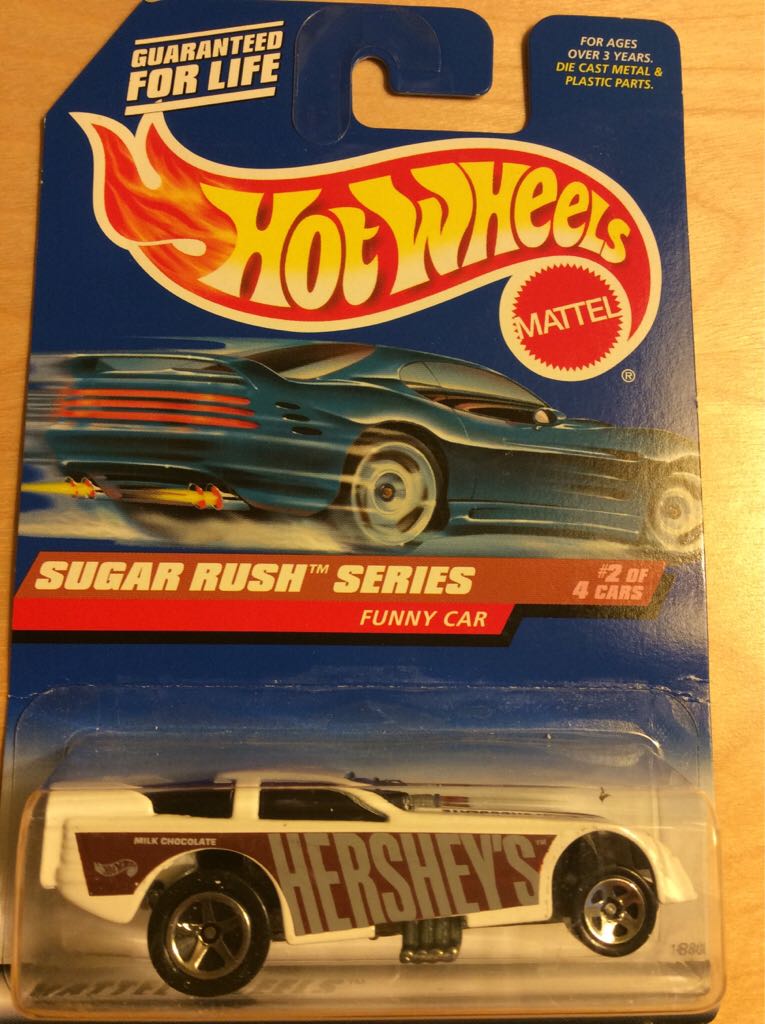 GUARANTEED
FOR LIFE
FOR AGES
OVER 3 YEARS.
DIE CAST METAL &
PLASTIC PARTS.
HOT WHEELS
MATTEL
®
SUGAR RUSH™ SERIES
#2 OF
4 CARS
FUNNY CAR
MILK CHOCOLATE
HERSHEY'S™